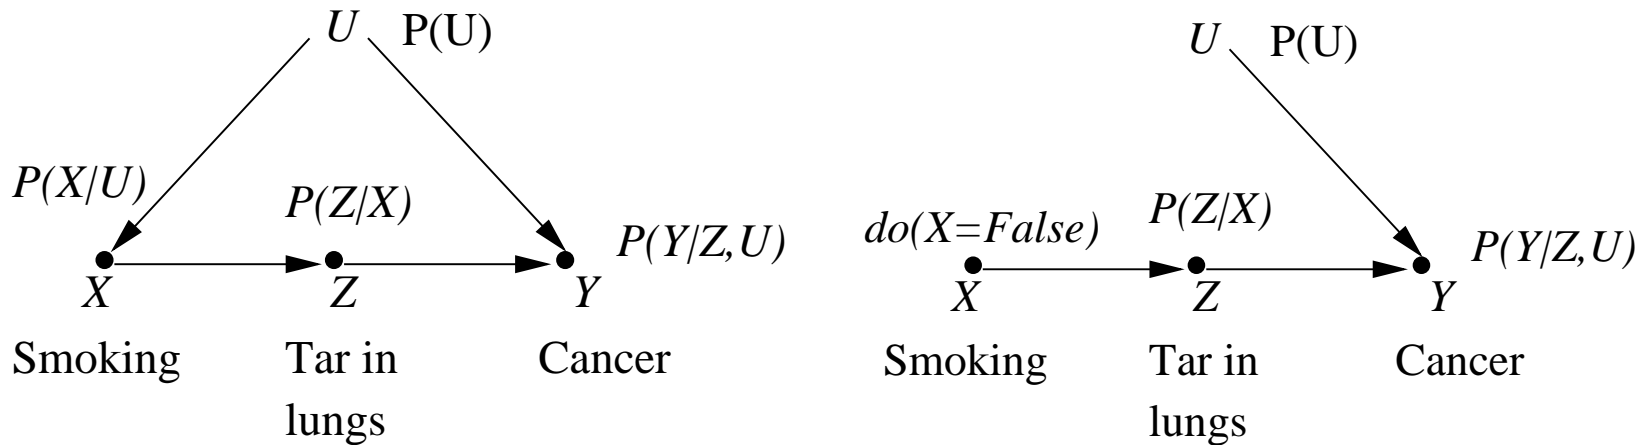 U P(U)
P(X/U)
P(Z/X)
P(Y/Z,U)
X Z Y
Smoking Tar in Cancer
lungs
U P(U)
do(X=False)
P(Z/X)
P(Y/Z,U)
X Z Y
Smoking Tar in Cancer
lungs